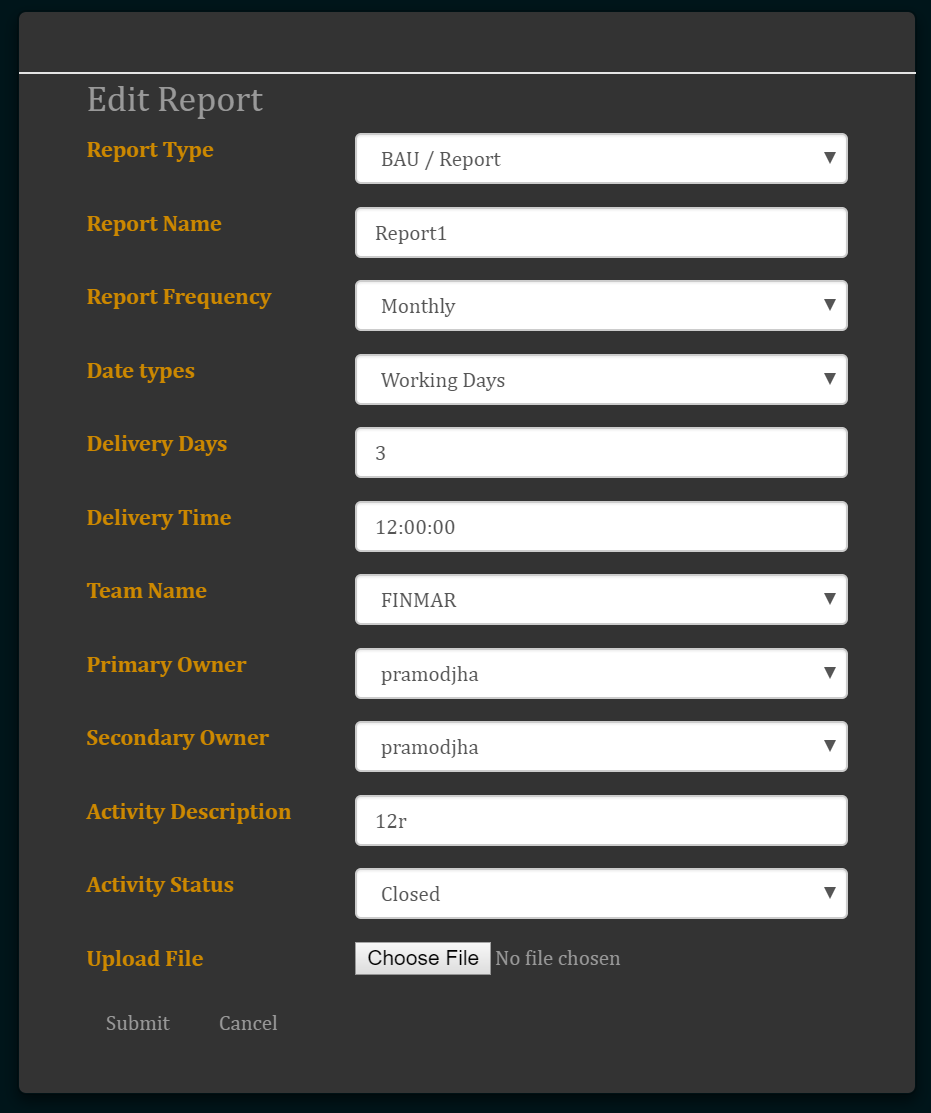 Edit Report
Report Type BAU / Report
Report Name Report1
Report Frequency Monthly
Date types Working Days
Delivery Days 3
Delivery Time 12:00:00
Team Name FINMAR
Primary Owner pramodjha
Secondary Owner pramodjha
Activity Description 12r
Activity Status Closed
Upload File Choose File No file chosen
Submit Cancel